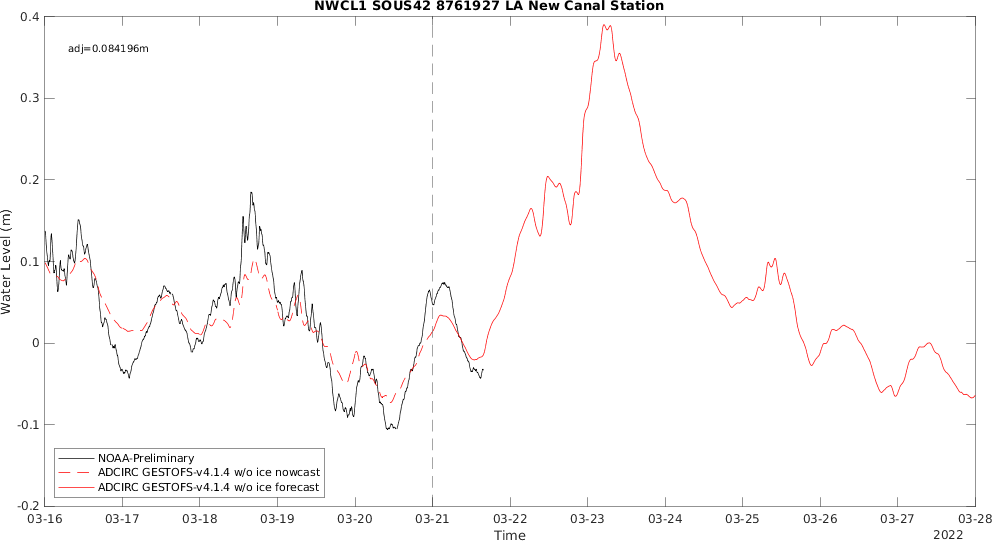 NWCL1 SOUS42 8761927 LA New Canal Station
adj=0.084196m
Water Level (m)
0.4
0.3
0.2
0.1
0
-0.1
-0.2
NOAA-Preliminary
ADCIRC GESTOFS-v4.1.4 w/o ice nowcast
ADCIRC GESTOFS-v4.1.4 w/o ice forecast
03-16 03-17 03-18 03-19 03-20 03-21 03-22 03-23 03-24 03-25 03-26 03-27 03-28
Time
2022